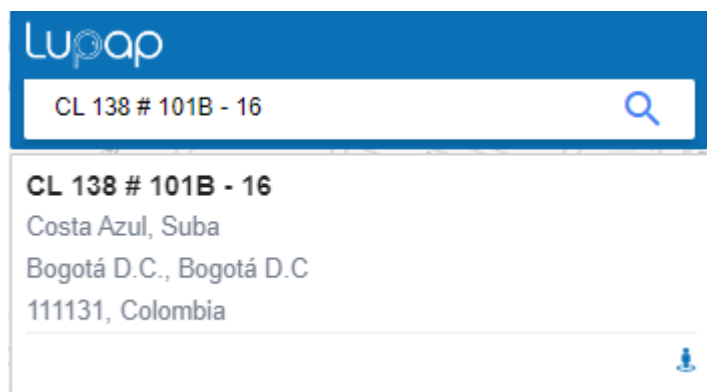 Lupap
CL 138 # 101B - 16
CL 138 # 101B - 16
Costa Azul, Suba
Bogotá D.C., Bogotá D.C
111131, Colombia